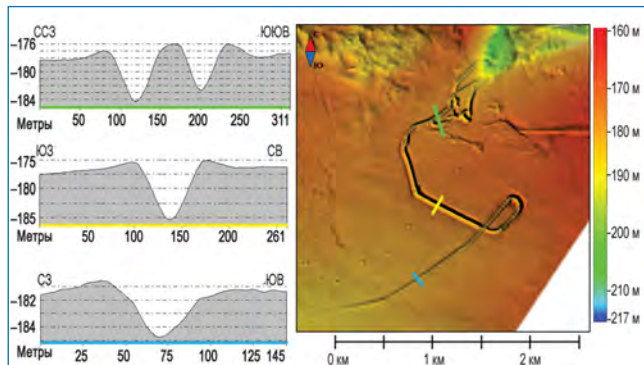 ССЗ ЮЮВ
–176
–178
–180
–182
–184
Метры 50 100 150 200 250 311
ЮЗ СВ
–175
–180
–185
Метры 50 100 150 200 261
СЗ ЮВ
–182
–184
Метры 25 50 75 100 125 145
С
Ю
0 км 1 км 2 км
–160 м
–170 м
–180 м
–190 м
–200 м
–210 м
–217 м